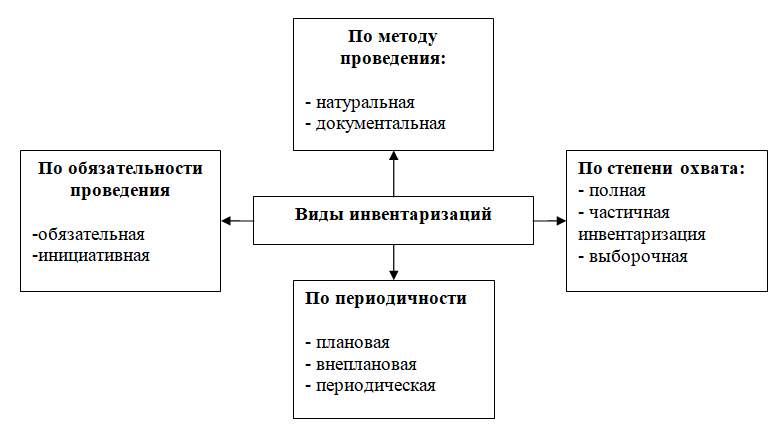 По методу
проведения:
- натуральная
- документальная
По обязательности
проведения
-обязательная
-инициативная
Виды инвентаризаций
По степени охвата:
- полная
- частичная
инвентаризация
- выборочная
По периодичности
- плановая
- внеплановая
- периодическая